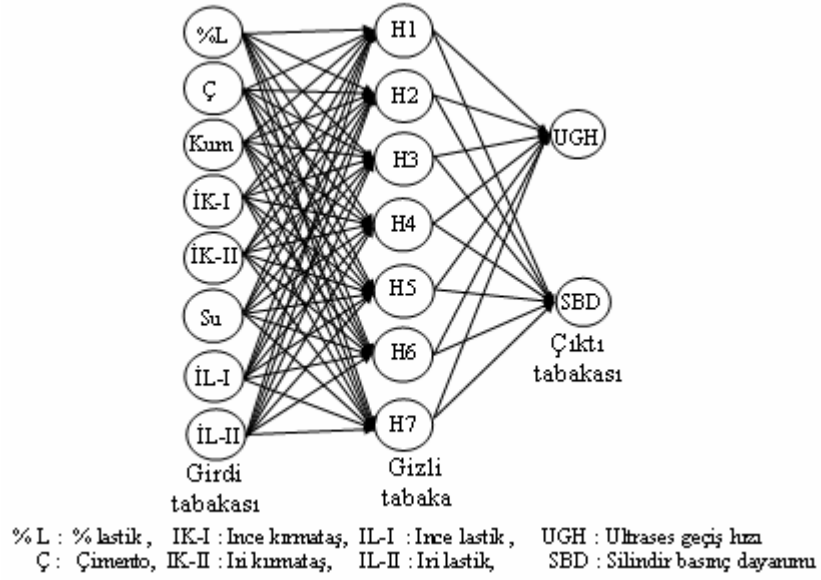 %L
Ç
Kum
İK-I
İK-II
Su
İL-I
İL-II
Girdi
tabakası
H1
H2
H3
H4
H5
H6
H7
Gizli
tabaka
UGH
SBD
Çıktı
tabakası
% L : % lastik , IK-I : Ince kırmataş, IL-I : Ince lastik , UGH : Ultrases geçiş hızı
Ç : Çimento, IK-II : Iri kırmataş, IL-II : Iri lastik, SBD : Silindir basınç dayanımı